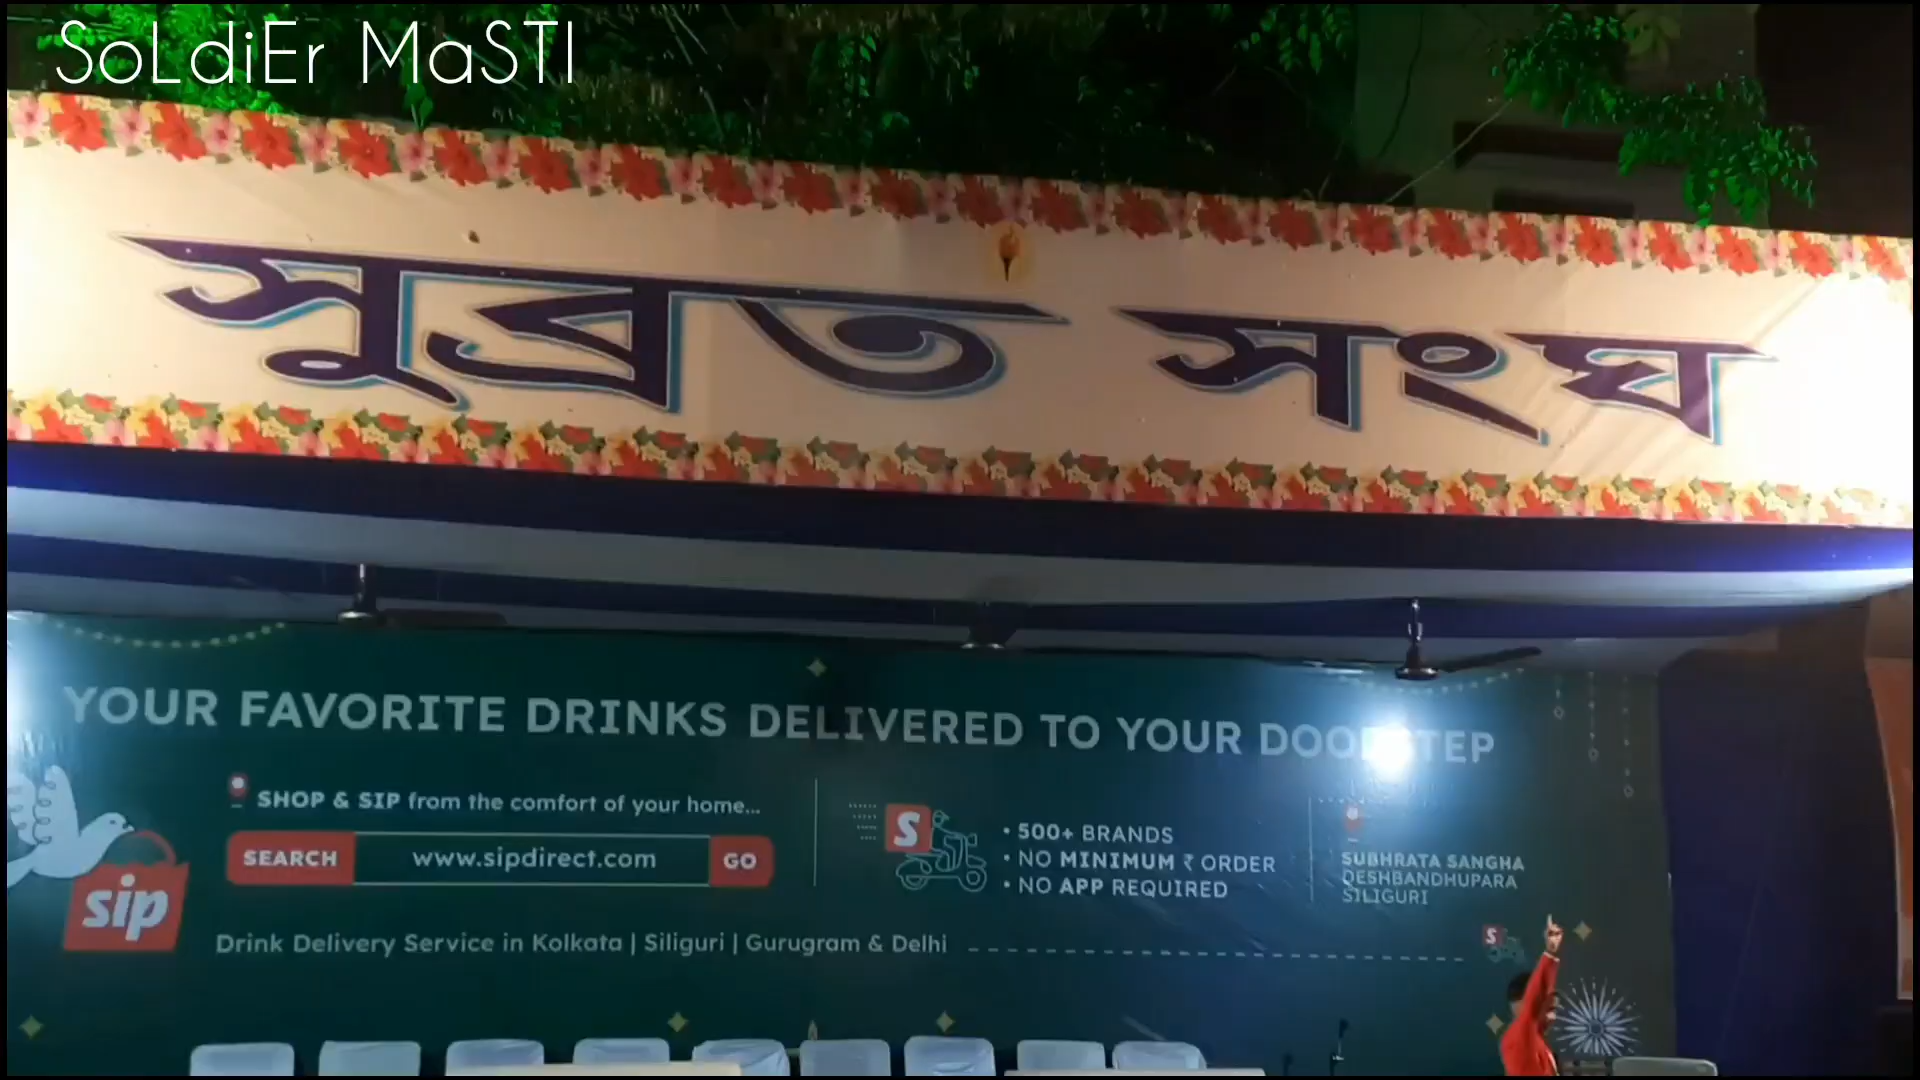 SoLdiEr MaSTI
সুব্রত সংঘ
YOUR FAVORITE DRINKS DELIVERED TO YOUR DOORSTEP
SHOP & SIP from the comfort of your home...
SEARCH www.sipdirect.com GO
sip
Drink Delivery Service in Kolkata | Siliguri | Gurugram & Delhi
S
• 500+ BRANDS
• NO MINIMUM ₹ ORDER
• NO APP REQUIRED
SUBHRATA SANGHA
DESHBANDHUPARA
SILIGURI
S